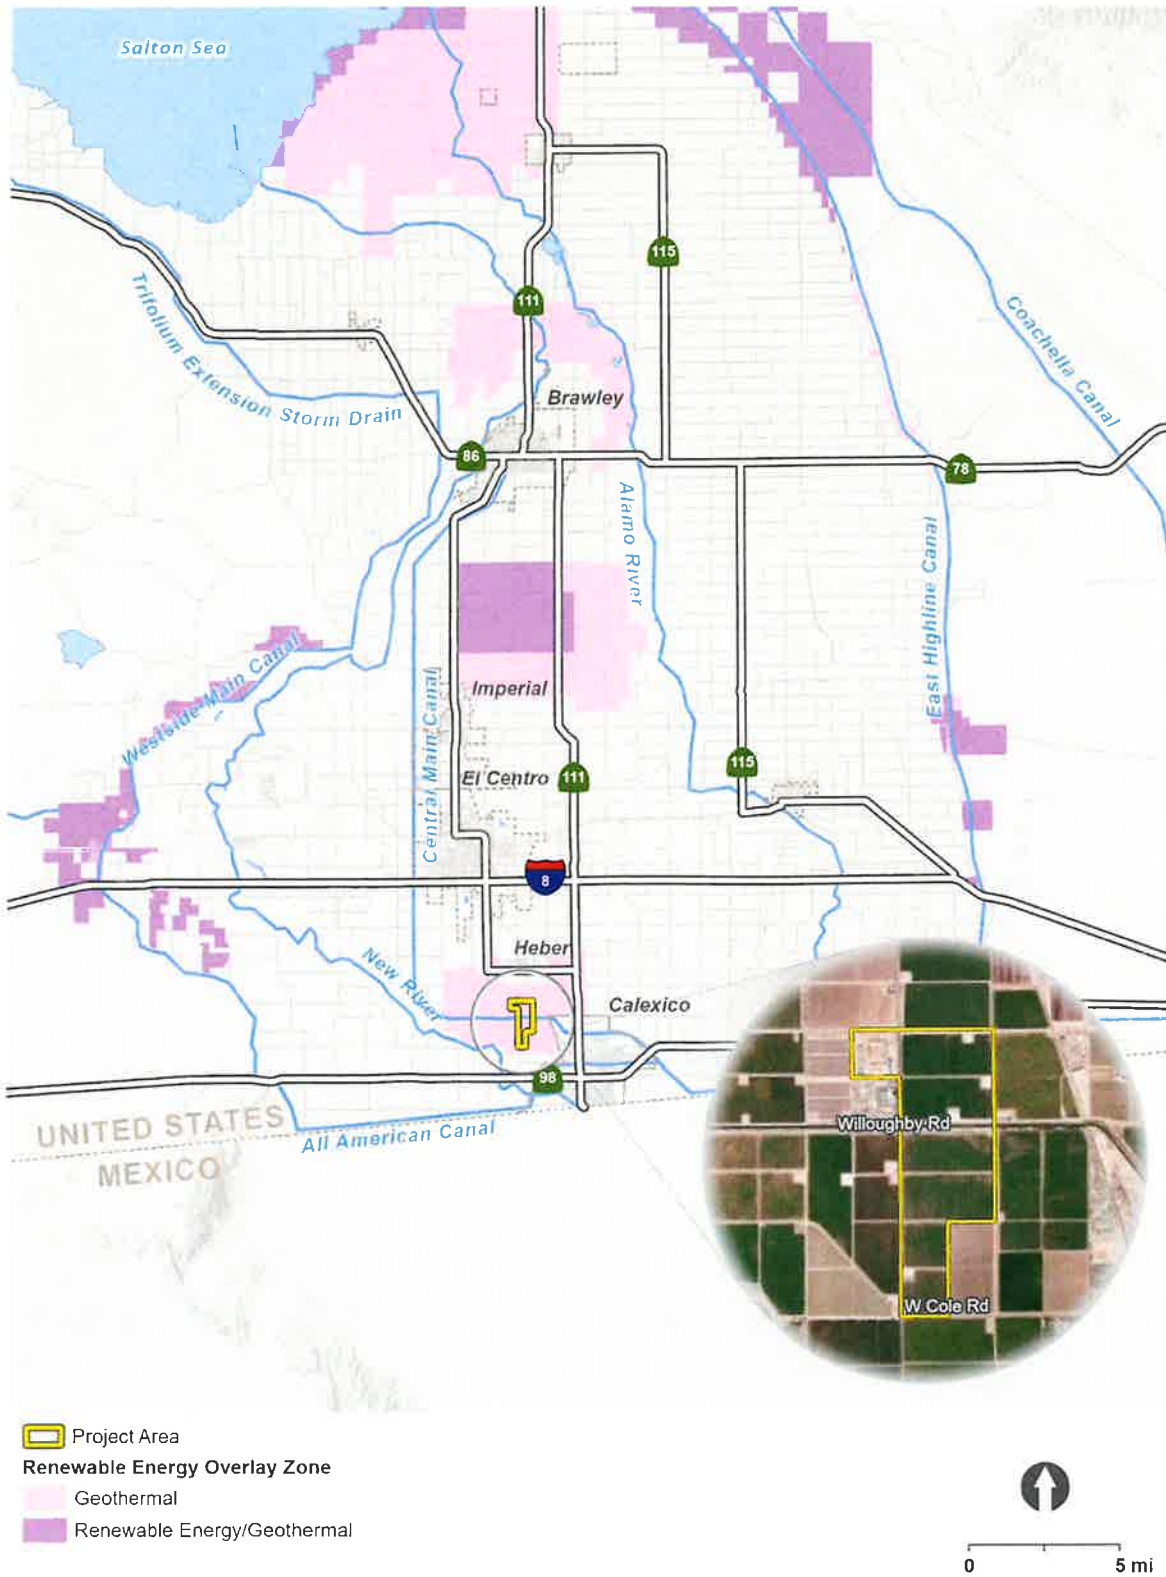 Salton Sea
115
111
Coachella Canal
Trifolium Extension Storm Drain
Brawley
86
78
Alamo River
East Highline Canal
Westside Main Canal
Imperial
Central Main Canal
El Centro
111
115
8
Heber
New River
Calexico
98
UNITED STATES
MEXICO
All American Canal
Willoughby Rd
W Cole Rd
Project Area
Renewable Energy Overlay Zone
Geothermal
Renewable Energy/Geothermal
0 5 mi